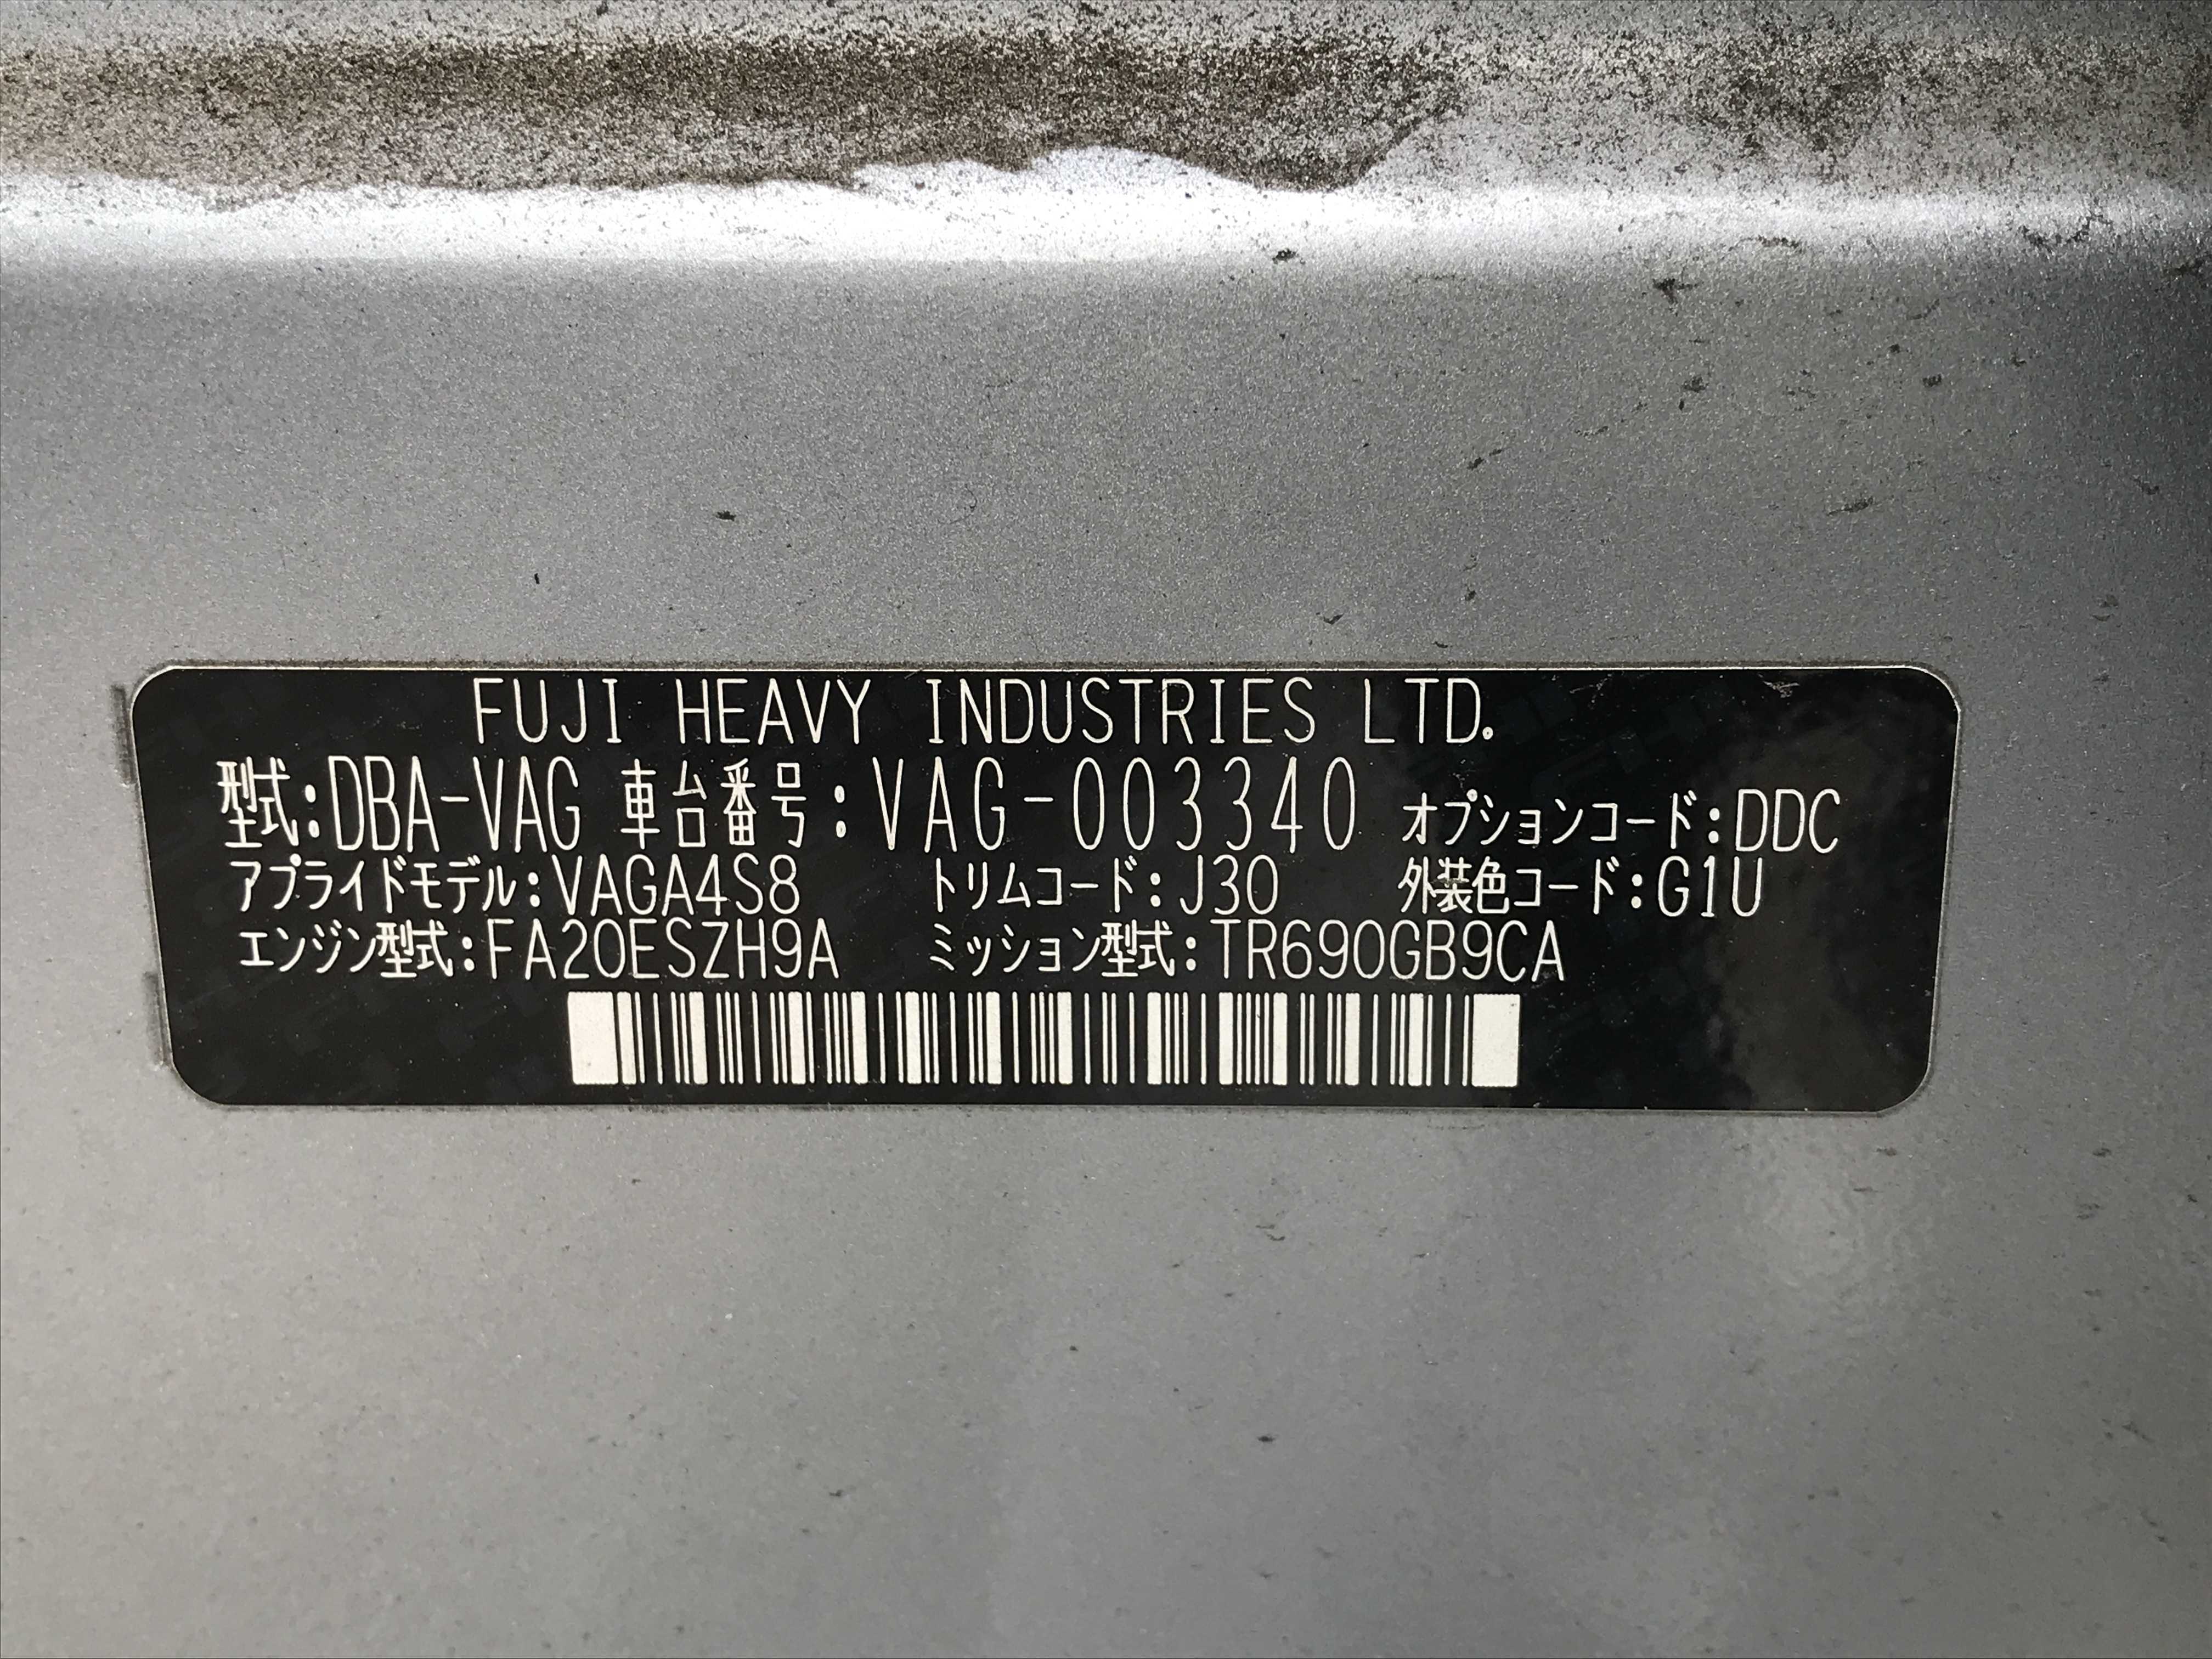 FUJI HEAVY INDUSTRIES LTD.
型式:DBA-VAG 車台番号:VAG-003340 オプションコード:DDC
アプライドモデル:VAGA4S8 トリムコード:J30 外装色コード:G1U
エンジン型式:FA20ESZH9A ミッション型式:TR690GB9CA